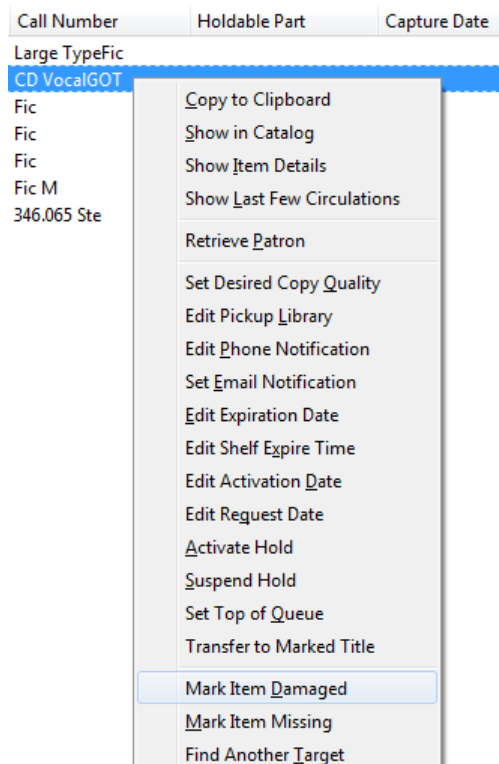 Call Number Holdable Part Capture Date
Large TypeFic
CD VocalGOT
Fic
Fic
Fic
Fic M
346.065 Ste
Copy to Clipboard
Show in Catalog
Show Item Details
Show Last Few Circulations
Retrieve Patron
Set Desired Copy Quality
Edit Pickup Library
Edit Phone Notification
Set Email Notification
Edit Expiration Date
Edit Shelf Expire Time
Edit Activation Date
Edit Request Date
Activate Hold
Suspend Hold
Set Top of Queue
Transfer to Marked Title
Mark Item Damaged
Mark Item Missing
Find Another Target